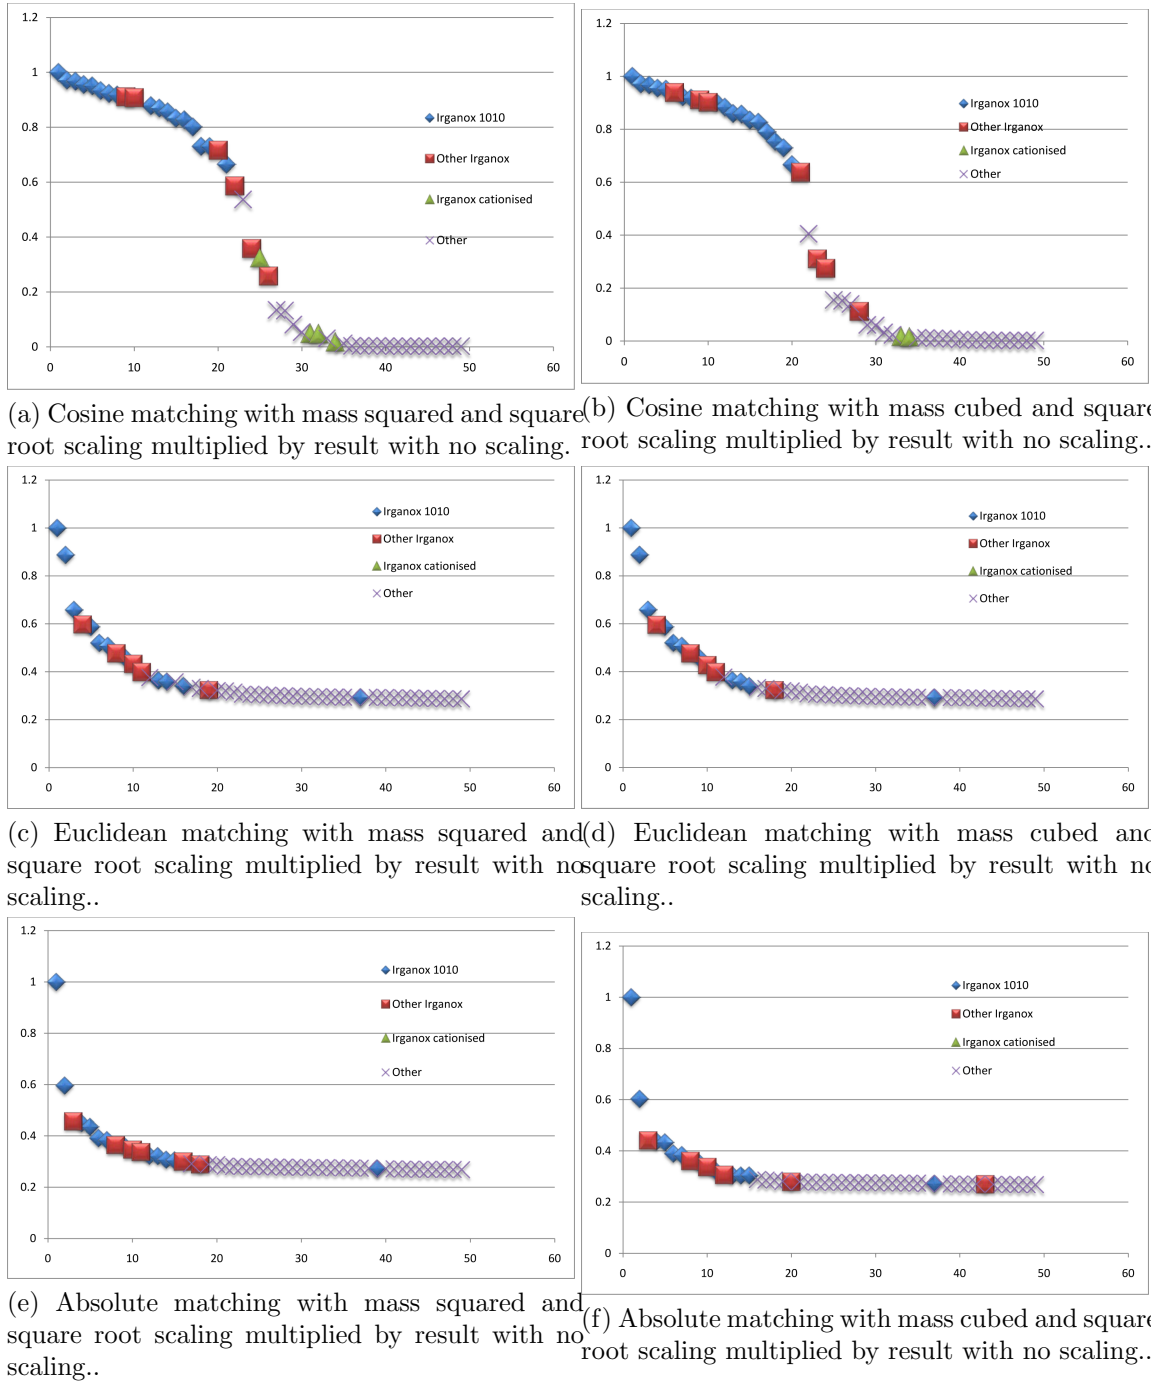 1.2
1
0.8
0.6
0.4
0.2
0
0 10 20 30 40 50 60
Irganox 1010
Other Irganox
Irganox cationised
Other
(a) Cosine matching with mass squared and square
root scaling multiplied by result with no scaling.
1.2
1
0.8
0.6
0.4
0.2
0
0 10 20 30 40 50 60
Irganox 1010
Other Irganox
Irganox cationised
Other
(b) Cosine matching with mass cubed and square
root scaling multiplied by result with no scaling..
1.2
1
0.8
0.6
0.4
0.2
0
0 10 20 30 40 50 60
Irganox 1010
Other Irganox
Irganox cationised
Other
(c) Euclidean matching with mass squared and
square root scaling multiplied by result with no
scaling..
1.2
1
0.8
0.6
0.4
0.2
0
0 10 20 30 40 50 60
Irganox 1010
Other Irganox
Irganox cationised
Other
(d) Euclidean matching with mass cubed and
square root scaling multiplied by result with no
scaling..
1.2
1
0.8
0.6
0.4
0.2
0
0 10 20 30 40 50 60
Irganox 1010
Other Irganox
Irganox cationised
Other
(e) Absolute matching with mass squared and
square root scaling multiplied by result with no
scaling..
1.2
1
0.8
0.6
0.4
0.2
0
0 10 20 30 40 50 60
Irganox 1010
Other Irganox
Irganox cationised
Other
(f) Absolute matching with mass cubed and square
root scaling multiplied by result with no scaling..